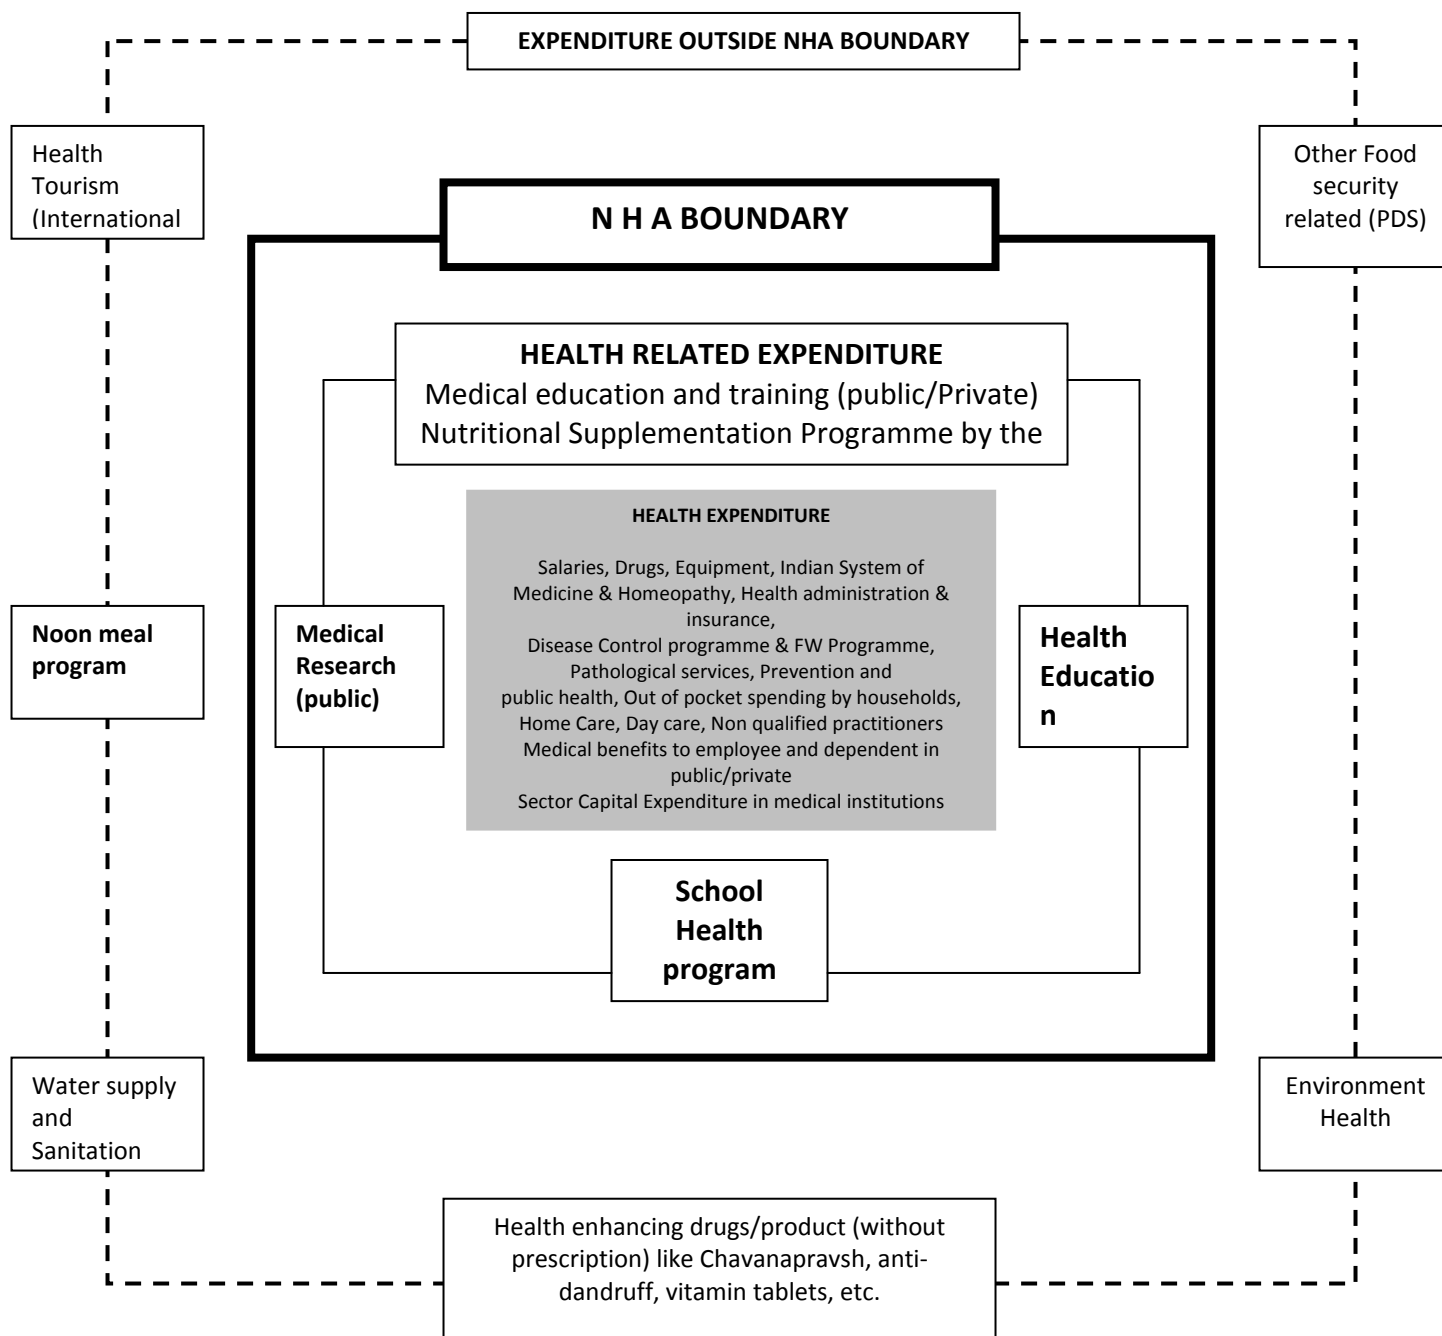 EXPENDITURE OUTSIDE NHA BOUNDARY
Health
Tourism
(International
Other Food
security
related (PDS)
N H A BOUNDARY
HEALTH RELATED EXPENDITURE
Medical education and training (public/Private)
Nutritional Supplementation Programme by the
HEALTH EXPENDITURE
Salaries, Drugs, Equipment, Indian System of
Medicine & Homeopathy, Health administration &
insurance,
Disease Control programme & FW Programme,
Pathological services, Prevention and
public health, Out of pocket spending by households,
Home Care, Day care, Non qualified practitioners
Medical benefits to employee and dependent in
public/private
Sector Capital Expenditure in medical institutions
Noon meal
program
Medical
Research
(public)
Health
Educatio
n
School
Health
program
Water supply
and
Sanitation
Environment
Health
Health enhancing drugs/product (without
prescription) like Chavanapravsh, anti-
dandruff, vitamin tablets, etc.